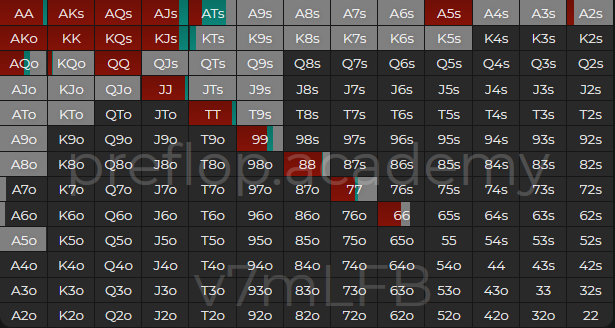 AA AKs AQs AJs ATs A9s A8s A7s A6s A5s A4s A3s A2s
AKo KK KQs KJs KTs K9s K8s K7s K6s K5s K4s K3s K2s
AQo KQo QQ QJs QTs Q9s Q8s Q7s Q6s Q5s Q4s Q3s Q2s
AJo KJo QJo JJ JTs J9s J8s J7s J6s J5s J4s J3s J2s
ATo KTo QTo JTo TT T9s T8s T7s T6s T5s T4s T3s T2s
A9o K9o Q9o J9o T9o 99 98s 97s 96s 95s 94s 93s 92s
A8o K8o Q8o J8o T8o 98o 88 87s 86s 85s 84s 83s 82s
preflop.academy
A7o K7o Q7o J7o T7o 97o 87o 77 76s 75s 74s 73s 72s
A6o K6o Q6o J6o T6o 96o 86o 76o 66 65s 64s 63s 62s
A5o K5o Q5o J5o T5o 95o 85o 75o 65o 55 54s 53s 52s
A4o K4o Q4o J4o T4o 94o 84o 74o 64o 54o 44 43s 42s
v7mLFB
A3o K3o Q3o J3o T3o 93o 83o 73o 63o 53o 43o 33 32s
A2o K2o Q2o J2o T2o 92o 82o 72o 62o 52o 42o 32o 22